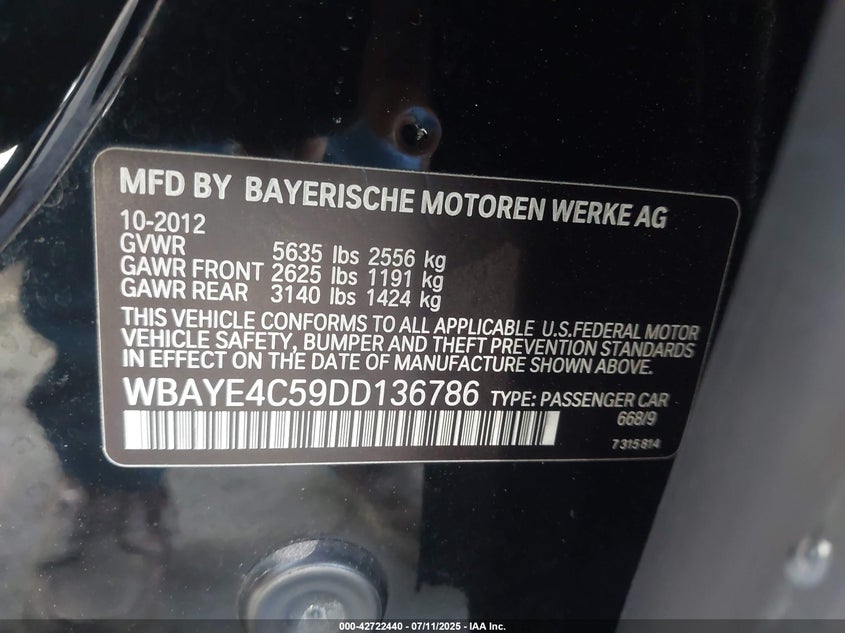 MFD BY BAYERISCHE MOTOREN WERKE AG
10-2012
GVWR 5635 lbs 2556 kg
GAWR FRONT 2625 lbs 1191 kg
GAWR REAR 3140 lbs 1424 kg
THIS VEHICLE CONFORMS TO ALL APPLICABLE U.S.FEDERAL MOTOR
VEHICLE SAFETY, BUMPER AND THEFT PREVENTION STANDARDS
IN EFFECT ON THE DATE OF MANUFACTURE SHOWN ABOVE.
WBAYE4C59DD136786 TYPE: PASSENGER CAR
668/9
7 315 814
000-42722440 - 07/11/2025 - IAA Inc.